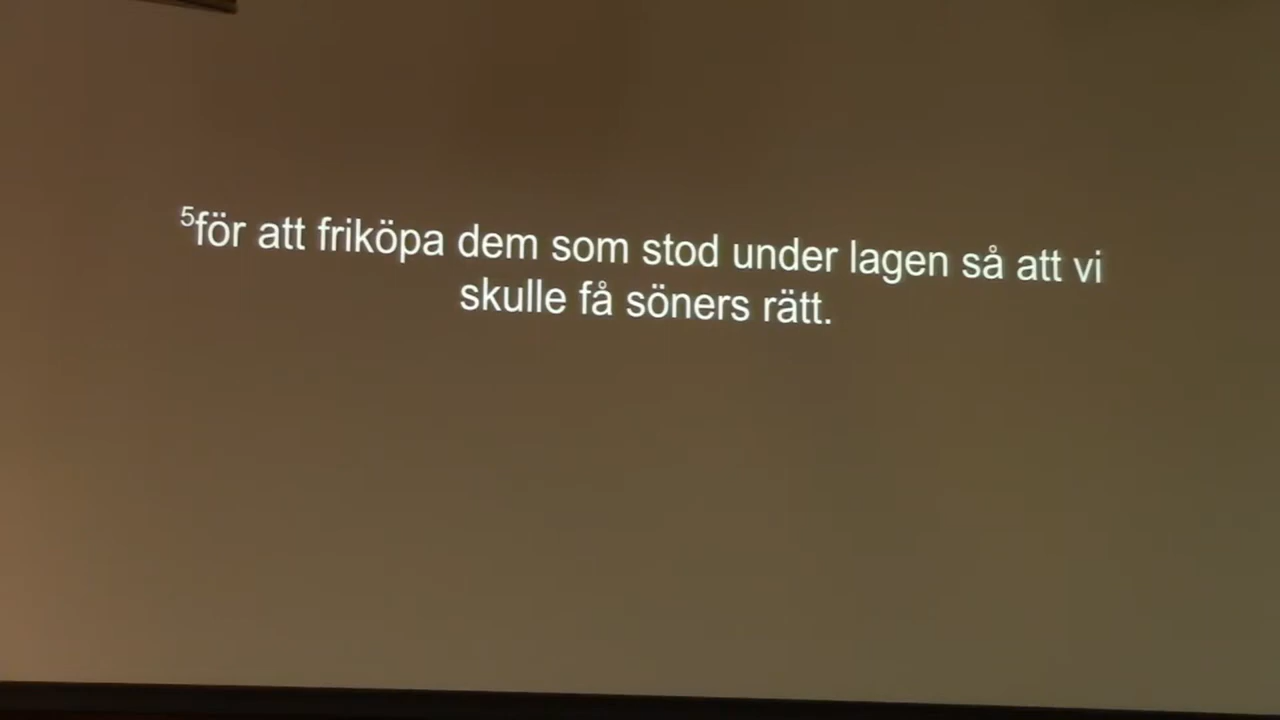 ⁵för att friköpa dem som stod under lagen så att vi
skulle få söners rätt.